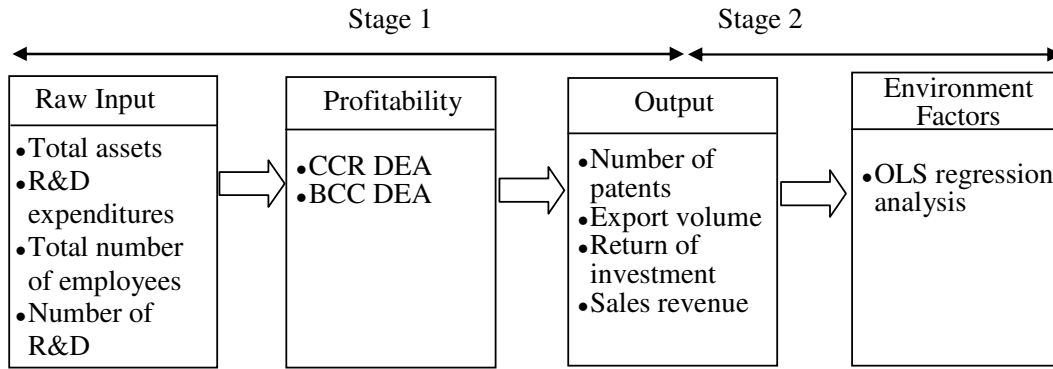 Stage 1
Stage 2
Raw Input
•Total assets
•R&D
expenditures
•Total number
of employees
•Number of
R&D
Profitability
•CCR DEA
•BCC DEA
Output
•Number of
patents
•Export volume
•Return of
investment
•Sales revenue
Environment
Factors
•OLS regression
analysis